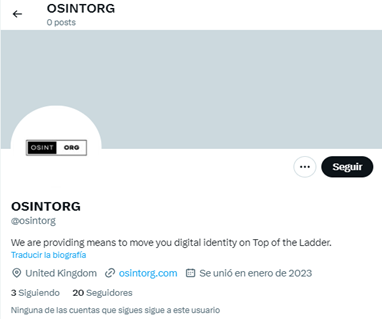 OSINTORG
0 posts
OSINT ORG
Seguir
OSINTORG
@osintorg
We are providing means to move you digital identity on Top of the Ladder.
Traducir la biografía
United Kingdom osintorg.com Se unió en enero de 2023
3 Siguiendo 20 Seguidores
Ninguna de las cuentas que sigues sigue a este usuario